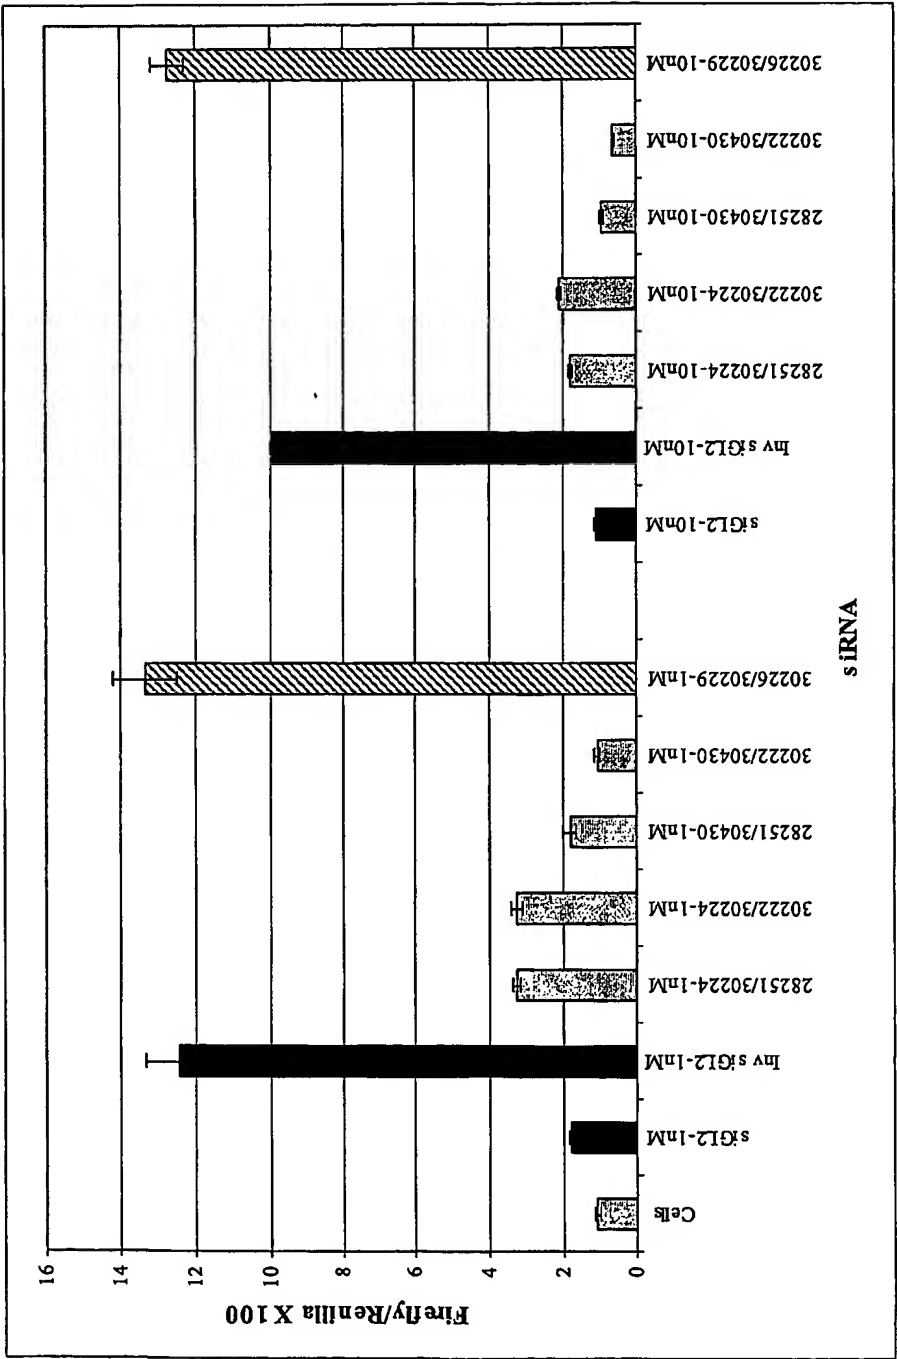 Firefly/Renilla X 100
16
14
12
10
8
6
4
2
0
Cells
siGL2-1nM
Inv siGL2-1nM
28251/30224-1nM
30222/30224-1nM
28251/30430-1nM
30222/30430-1nM
30226/30229-1nM
siGL2-10nM
Inv siGL2-10nM
28251/30224-10nM
30222/30224-10nM
28251/30430-10nM
30222/30430-10nM
30226/30229-10nM
siRNA